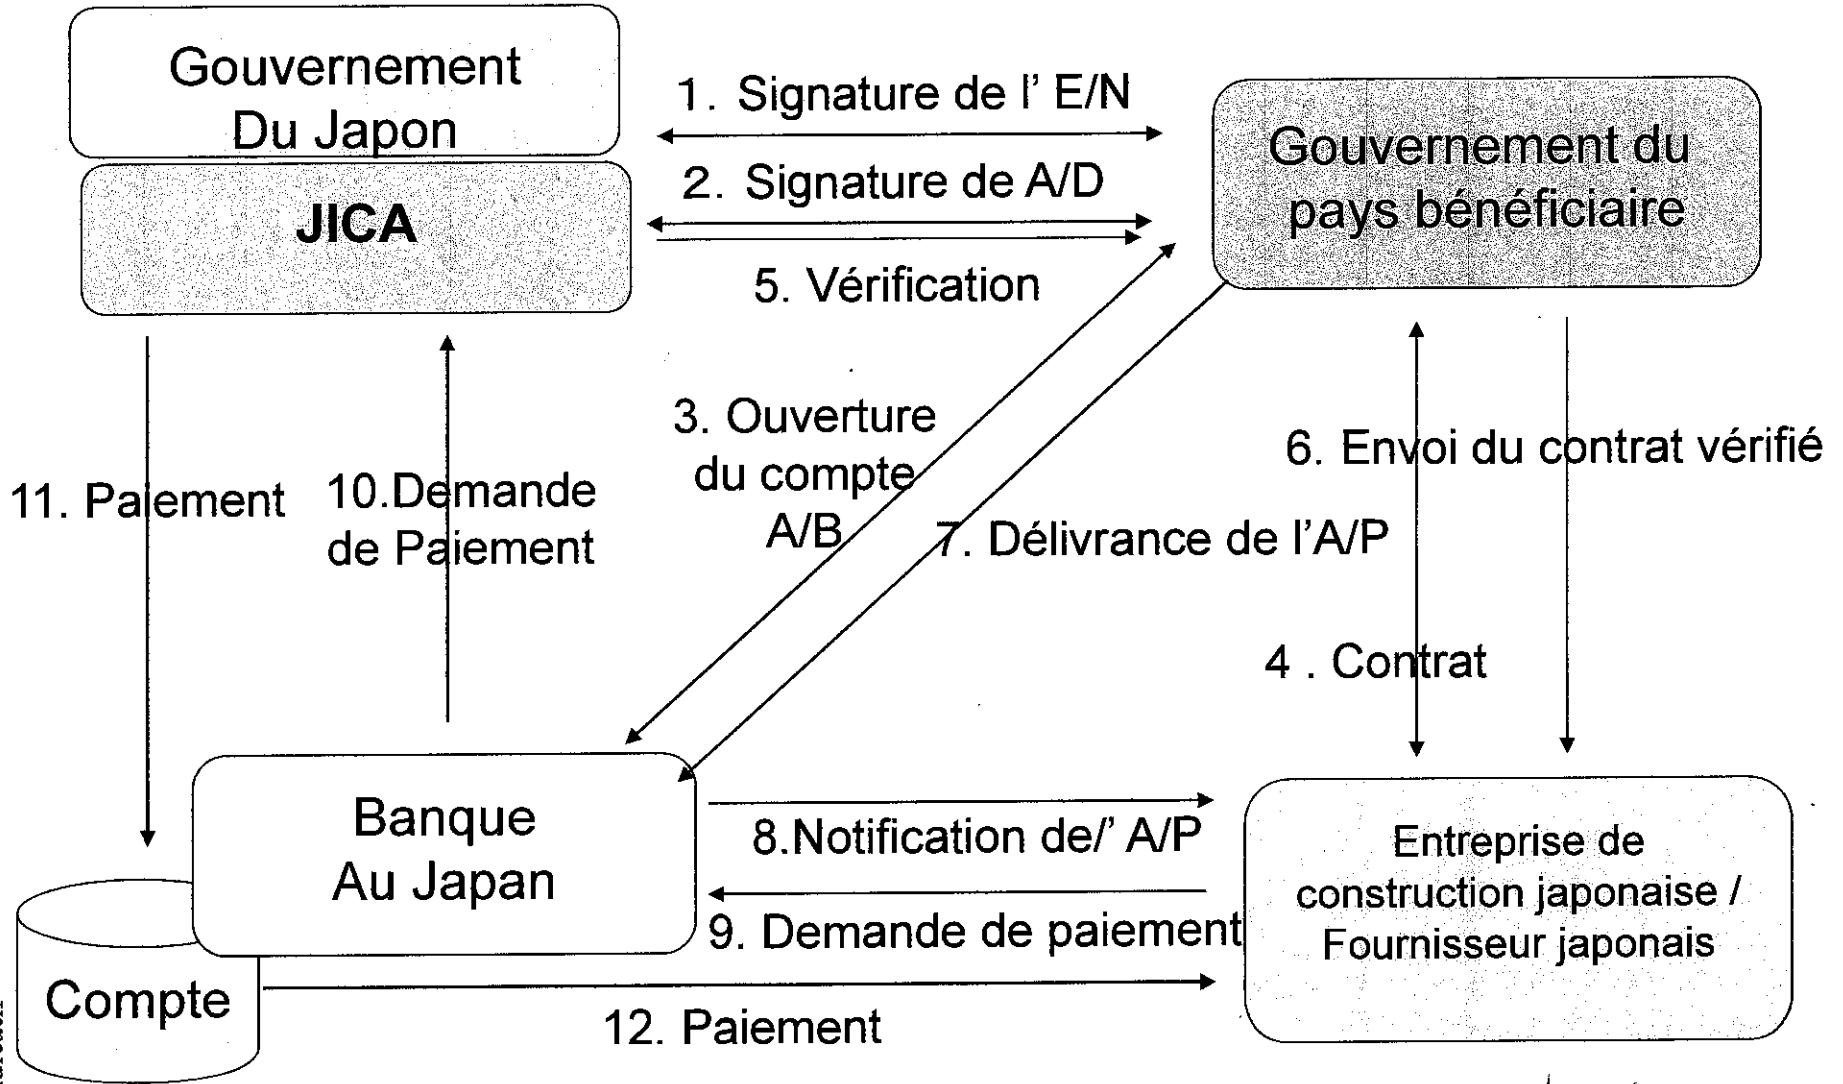 Gouvernement
Du Japon
JICA
1. Signature de l' E/N
2. Signature de A/D
5. Vérification
Gouvernement du
pays bénéficiaire
3. Ouverture
du compte
A/B
6. Envoi du contrat vérifié
11. Paiement
10.Demande
de Paiement
7. Délivrance de l'A/P
4 . Contrat
Banque
Au Japan
8.Notification de/' A/P
9. Demande de paiement
Entreprise de
construction japonaise /
Fournisseur japonais
Compte
12. Paiement